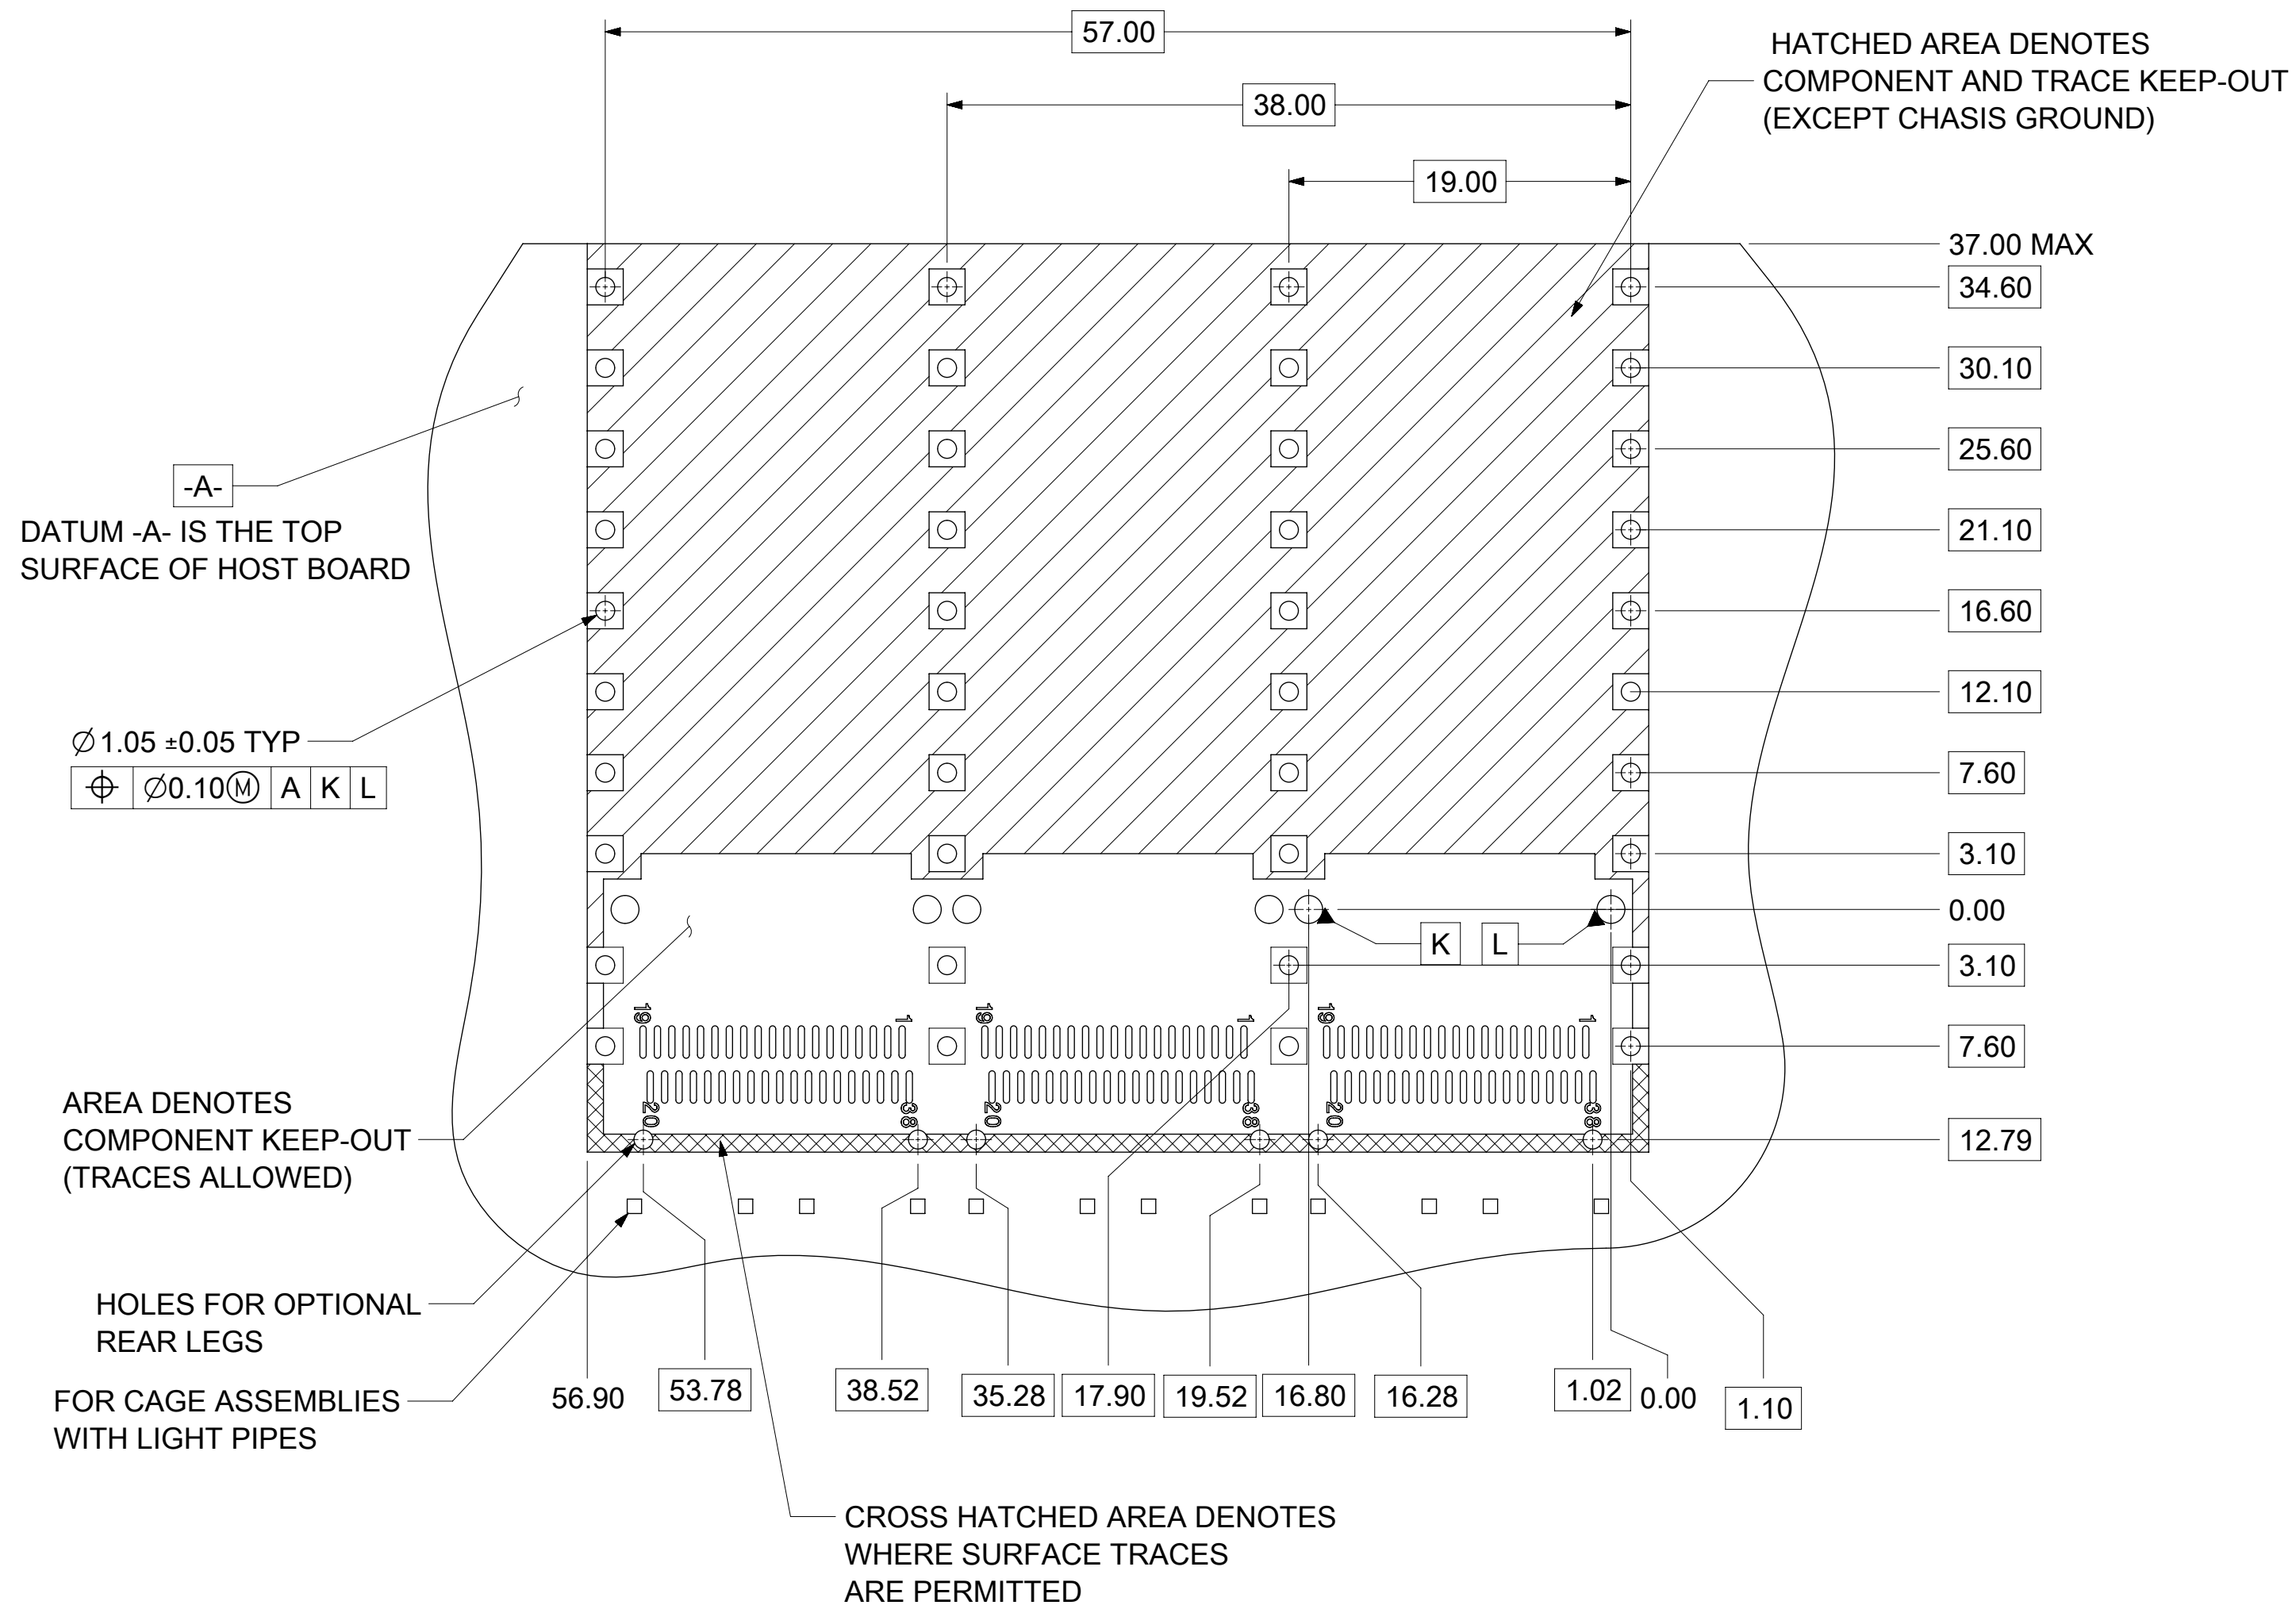 57.00
38.00
19.00
HATCHED AREA DENOTES
COMPONENT AND TRACE KEEP-OUT
(EXCEPT CHASIS GROUND)
37.00 MAX
34.60
30.10
25.60
21.10
16.60
12.10
7.60
3.10
0.00
3.10
7.60
12.79
-A-
DATUM -A- IS THE TOP
SURFACE OF HOST BOARD
∅1.05 ±0.05 TYP
⌖ ∅0.10Ⓜ A K L
K L
19 1 19 1 19 1
20 38 20 38 20 38
AREA DENOTES
COMPONENT KEEP-OUT
(TRACES ALLOWED)
HOLES FOR OPTIONAL
REAR LEGS
FOR CAGE ASSEMBLIES
WITH LIGHT PIPES
56.90 53.78 38.52 35.28 17.90 19.52 16.80 16.28 1.02 0.00 1.10
CROSS HATCHED AREA DENOTES
WHERE SURFACE TRACES
ARE PERMITTED